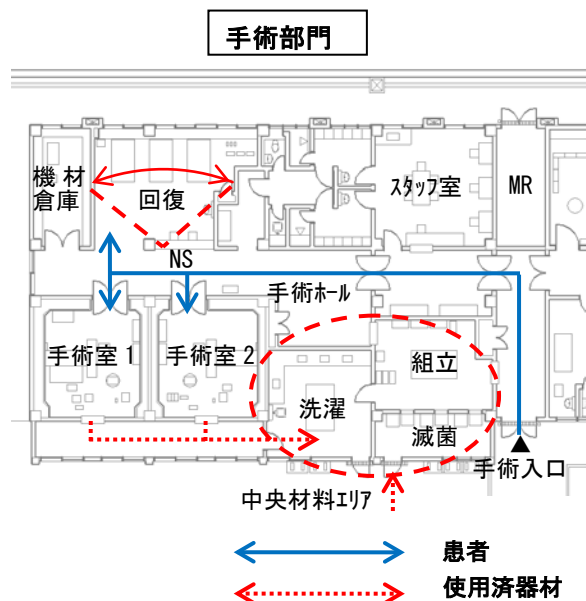 手術部門
機材
倉庫
回復
スタッフ室
MR
NS
手術ホール
手術室1
手術室2
組立
洗濯
滅菌
手術入口
中央材料エリア
患者
使用済器材